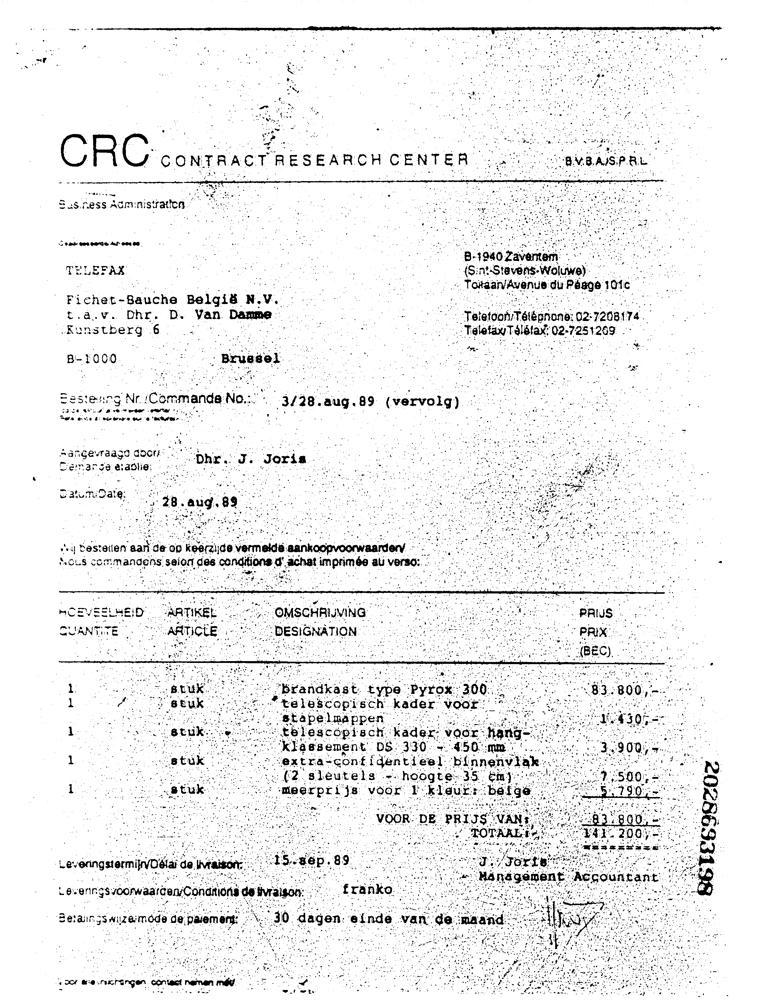 CRC CONTRACT RESEARCH CENTER B.V.B.A./S.P.R.L.
Business Administration
TELEFAX
Fichet-Bauche België N.V.
t.a.v. Dhr. D. Van Damme
Kunstberg 6
B-1000 Brussel
B-1940 Zaventem
(Sint-Stevens-Woluwe)
Tollaan/Avenue du Péage 101c
Telefoon/Téléphone: 02-7208174
Telefax/Téléfax: 02-7251209
Bestelling Nr./Commande No.: 3/28.aug.89 (vervolg)
Aangevraagd door/ Dhr. J. Joris
Demande établie:
Datum/Date: 28.aug.89
Wij bestellen aan de op keerzijde vermelde aankoopvoorwaarden/
Nous commandons selon des conditions d'achat imprimée au verso:
HOEVEELHEID ARTIKEL OMSCHRIJVING PRIJS
QUANTITE ARTICLE DESIGNATION PRIX
(BEC)
1 stuk brandkast type Pyrox 300 83.800,-
1 stuk telescopisch kader voor
stapelmappen 1.430,-
1 stuk telescopisch kader voor hang-
klassement DS 330 - 450 mm 3.900,-
1 stuk extra-confidentieel binnenvlak
(2 sleutels - hoogte 35 cm) 7.500,-
1 stuk meerprijs voor 1 kleur: beige 5.790,-
VOOR DE PRIJS VAN: 83.800,-
TOTAAL: 141.200,-
=========
Leveringstermijn/Délai de livraison: 15.sep.89 J. Joris
Management Accountant
Leveringsvoorwaarden/Conditions de livraison: franko
Betalingswijze/mode de paiement: 30 dagen einde van de maand
Voor alle inlichtingen contact nemen met/
2028693198